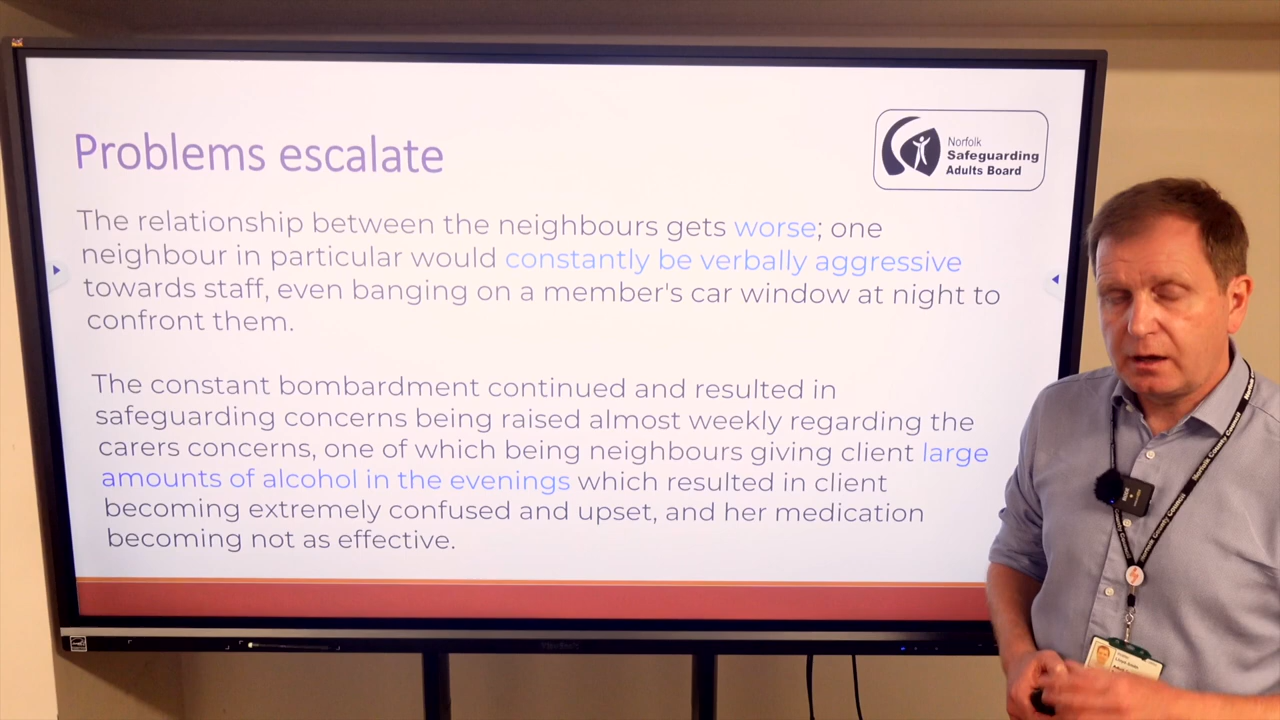 Problems escalate
Norfolk
Safeguarding
Adults Board
The relationship between the neighbours gets worse; one
neighbour in particular would constantly be verbally aggressive
towards staff, even banging on a member's car window at night to
confront them.
The constant bombardment continued and resulted in
safeguarding concerns being raised almost weekly regarding the
carers concerns, one of which being neighbours giving client large
amounts of alcohol in the evenings which resulted in client
becoming extremely confused and upset, and her medication
becoming not as effective.
Norfolk County Council